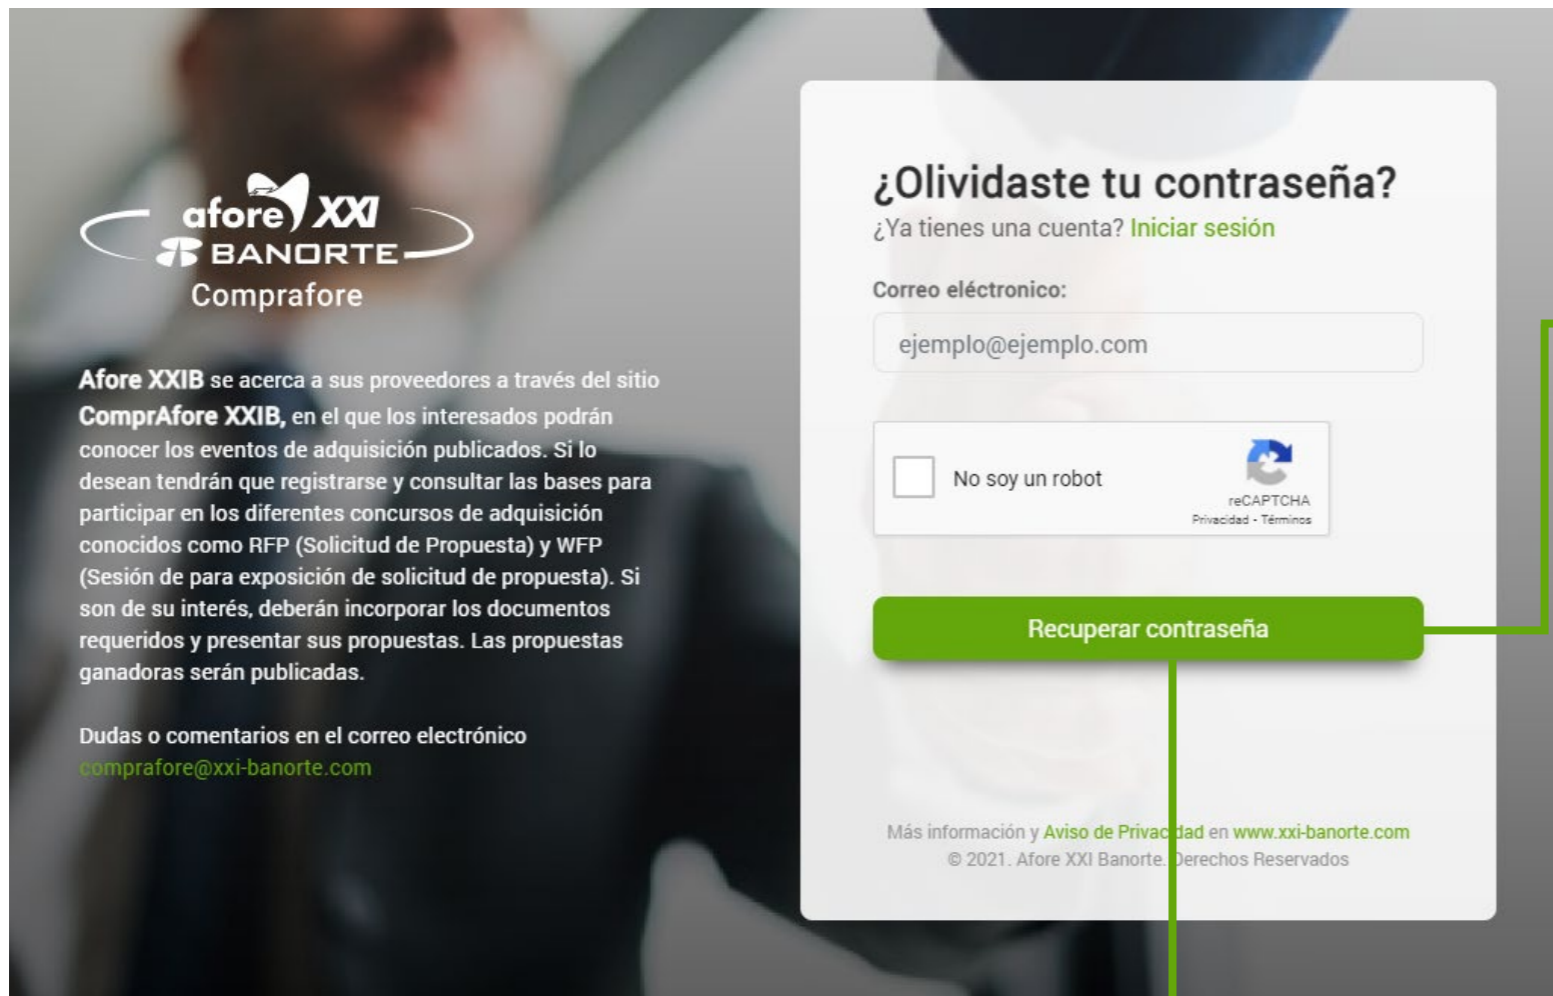 afore XXI
BANORTE
Comprafore
Afore XXIB se acerca a sus proveedores a través del sitio
ComprAfore XXIB, en el que los interesados podrán
conocer los eventos de adquisición publicados. Si lo
desean tendrán que registrarse y consultar las bases para
participar en los diferentes concursos de adquisición
conocidos como RFP (Solicitud de Propuesta) y WFP
(Sesión de para exposición de solicitud de propuesta). Si
son de su interés, deberán incorporar los documentos
requeridos y presentar sus propuestas. Las propuestas
ganadoras serán publicadas.
Dudas o comentarios en el correo electrónico
comprafore@xxi-banorte.com
¿Olividaste tu contraseña?
¿Ya tienes una cuenta? Iniciar sesión
Correo eléctronico:
ejemplo@ejemplo.com
No soy un robot
reCAPTCHA
Privacidad - Términos
Recuperar contraseña
Más información y Aviso de Privacidad en www.xxi-banorte.com
© 2021. Afore XXI Banorte. Derechos Reservados